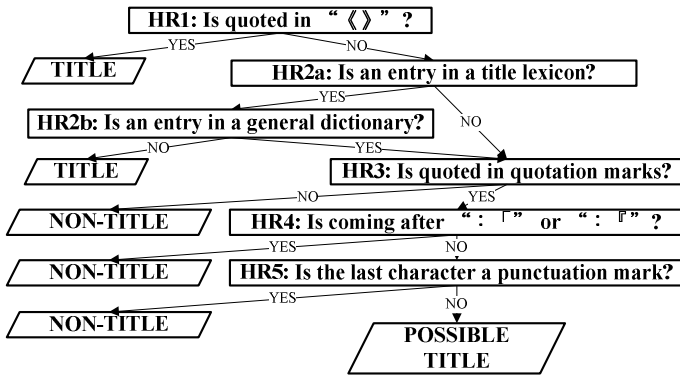 HR1: Is quoted in “《》”?
YES
NO
TITLE
HR2a: Is an entry in a title lexicon?
YES
NO
HR2b: Is an entry in a general dictionary?
NO
YES
TITLE
HR3: Is quoted in quotation marks?
NO
YES
NON-TITLE
HR4: Is coming after “：「” or “：『”?
YES
NO
NON-TITLE
HR5: Is the last character a punctuation mark?
YES
NO
NON-TITLE
POSSIBLE
TITLE